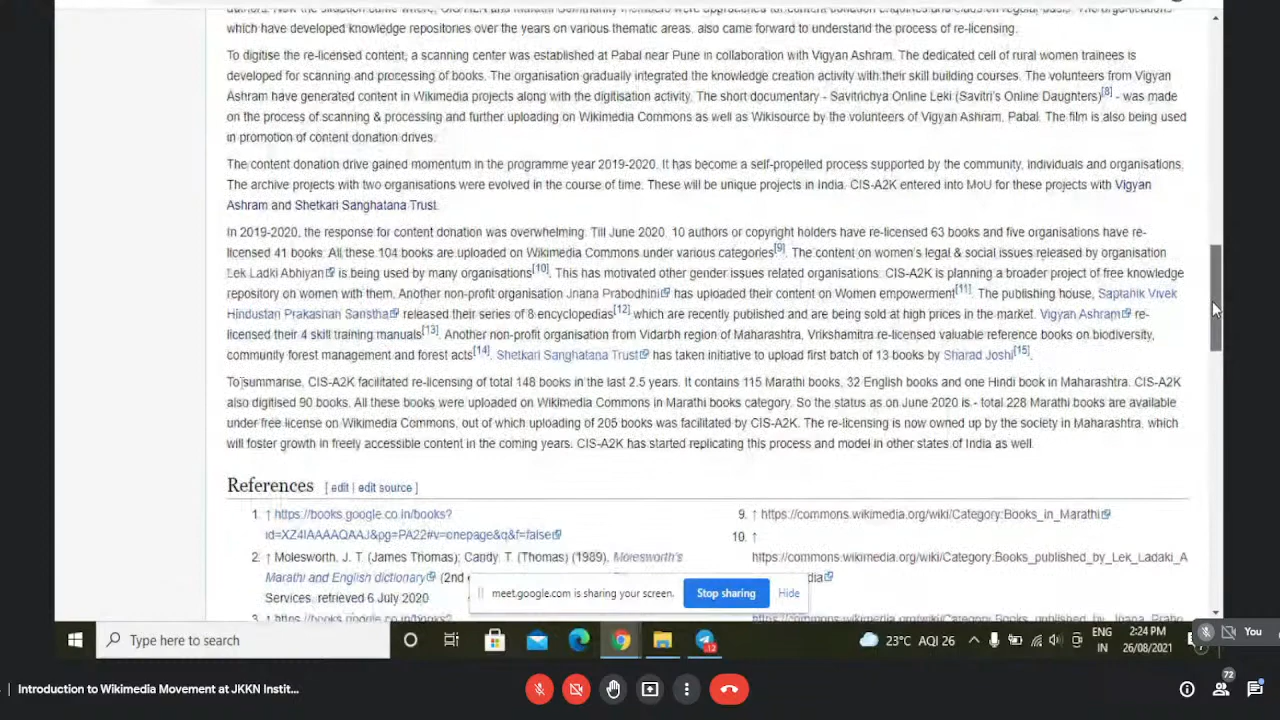 which have developed knowledge repositories over the years on various thematic areas, also came forward to understand the process of re-licensing.
To digitise the re-licensed content, a scanning center was established at Pabal near Pune in collaboration with Vigyan Ashram. The dedicated cell of rural women trainees is
developed for scanning and processing of books. The organisation gradually integrated the knowledge creation activity with their skill building courses. The volunteers from Vigyan
Ashram have generated content in Wikimedia projects along with the digitisation activity. The short documentary - Savitrichya Online Leki (Savitri's Online Daughters)[8] - was made
on the process of scanning & processing and further uploading on Wikimedia Commons as well as Wikisource by the volunteers of Vigyan Ashram, Pabal. The film is also being used
in promotion of content donation drives.
The content donation drive gained momentum in the programme year 2019-2020. It has become a self-propelled process supported by the community, individuals and organisations.
The archive projects with two organisations were evolved in the course of time. These will be unique projects in India. CIS-A2K entered into MoU for these projects with Vigyan
Ashram and Shetkari Sanghatana Trust.
In 2019-2020, the response for content donation was overwhelming. Till June 2020, 10 authors or copyright holders have re-licensed 63 books and five organisations have re-
licensed 41 books. All these 104 books are uploaded on Wikimedia Commons under various categories[9]. The content on women's legal & social issues released by organisation
Lek Ladki Abhiyan is being used by many organisations[10]. This has motivated other gender issues related organisations. CIS-A2K is planning a broader project of free knowledge
repository on women with them. Another non-profit organisation Jnana Prabodhini has uploaded their content on Women empowerment[11]. The publishing house, Saptahik Vivek
Hindustan Prakashan Sanstha released their series of 8 encyclopedias[12] which are recently published and are being sold at high prices in the market. Vigyan Ashram re-
licensed their 4 skill training manuals[13]. Another non-profit organisation from Vidarbh region of Maharashtra, Vrikshamitra re-licensed valuable reference books on biodiversity,
community forest management and forest acts[14]. Shetkari Sanghatana Trust has taken initiative to upload first batch of 13 books by Sharad Joshi[15].
To summarise, CIS-A2K facilitated re-licensing of total 148 books in the last 2.5 years. It contains 115 Marathi books, 32 English books and one Hindi book in Maharashtra. CIS-A2K
also digitised 90 books. All these books were uploaded on Wikimedia Commons in Marathi books category. So the status as on June 2020 is - total 228 Marathi books are available
under free license on Wikimedia Commons, out of which uploading of 205 books was facilitated by CIS-A2K. The re-licensing is now owned up by the society in Maharashtra, which
will foster growth in freely accessible content in the coming years. CIS-A2K has started replicating this process and model in other states of India as well.
References [ edit | edit source ]
1. ↑ https://books.google.co.in/books?
id=XZ4IAAAAQAAJ&pg=PA22#v=onepage&q&f=false
2. ↑ Molesworth, J. T. (James Thomas); Candy, T. (Thomas) (1989), Moresworth's
Marathi and English dictionary (2nd
Services, retrieved 6 July 2020
3. ↑ https://books.google.co.in/books?
9. ↑ https://commons.wikimedia.org/wiki/Category:Books_in_Marathi
10. ↑
https://commons.wikimedia.org/wiki/Category:Books_published_by_Lek_Ladaki_A
dia
meet.google.com is sharing your screen. Stop sharing Hide
Type here to search
12
23°C AQI 26
ENG
IN
2:24 PM
26/08/2021
You
Introduction to Wikimedia Movement at JKKN Instit...
72